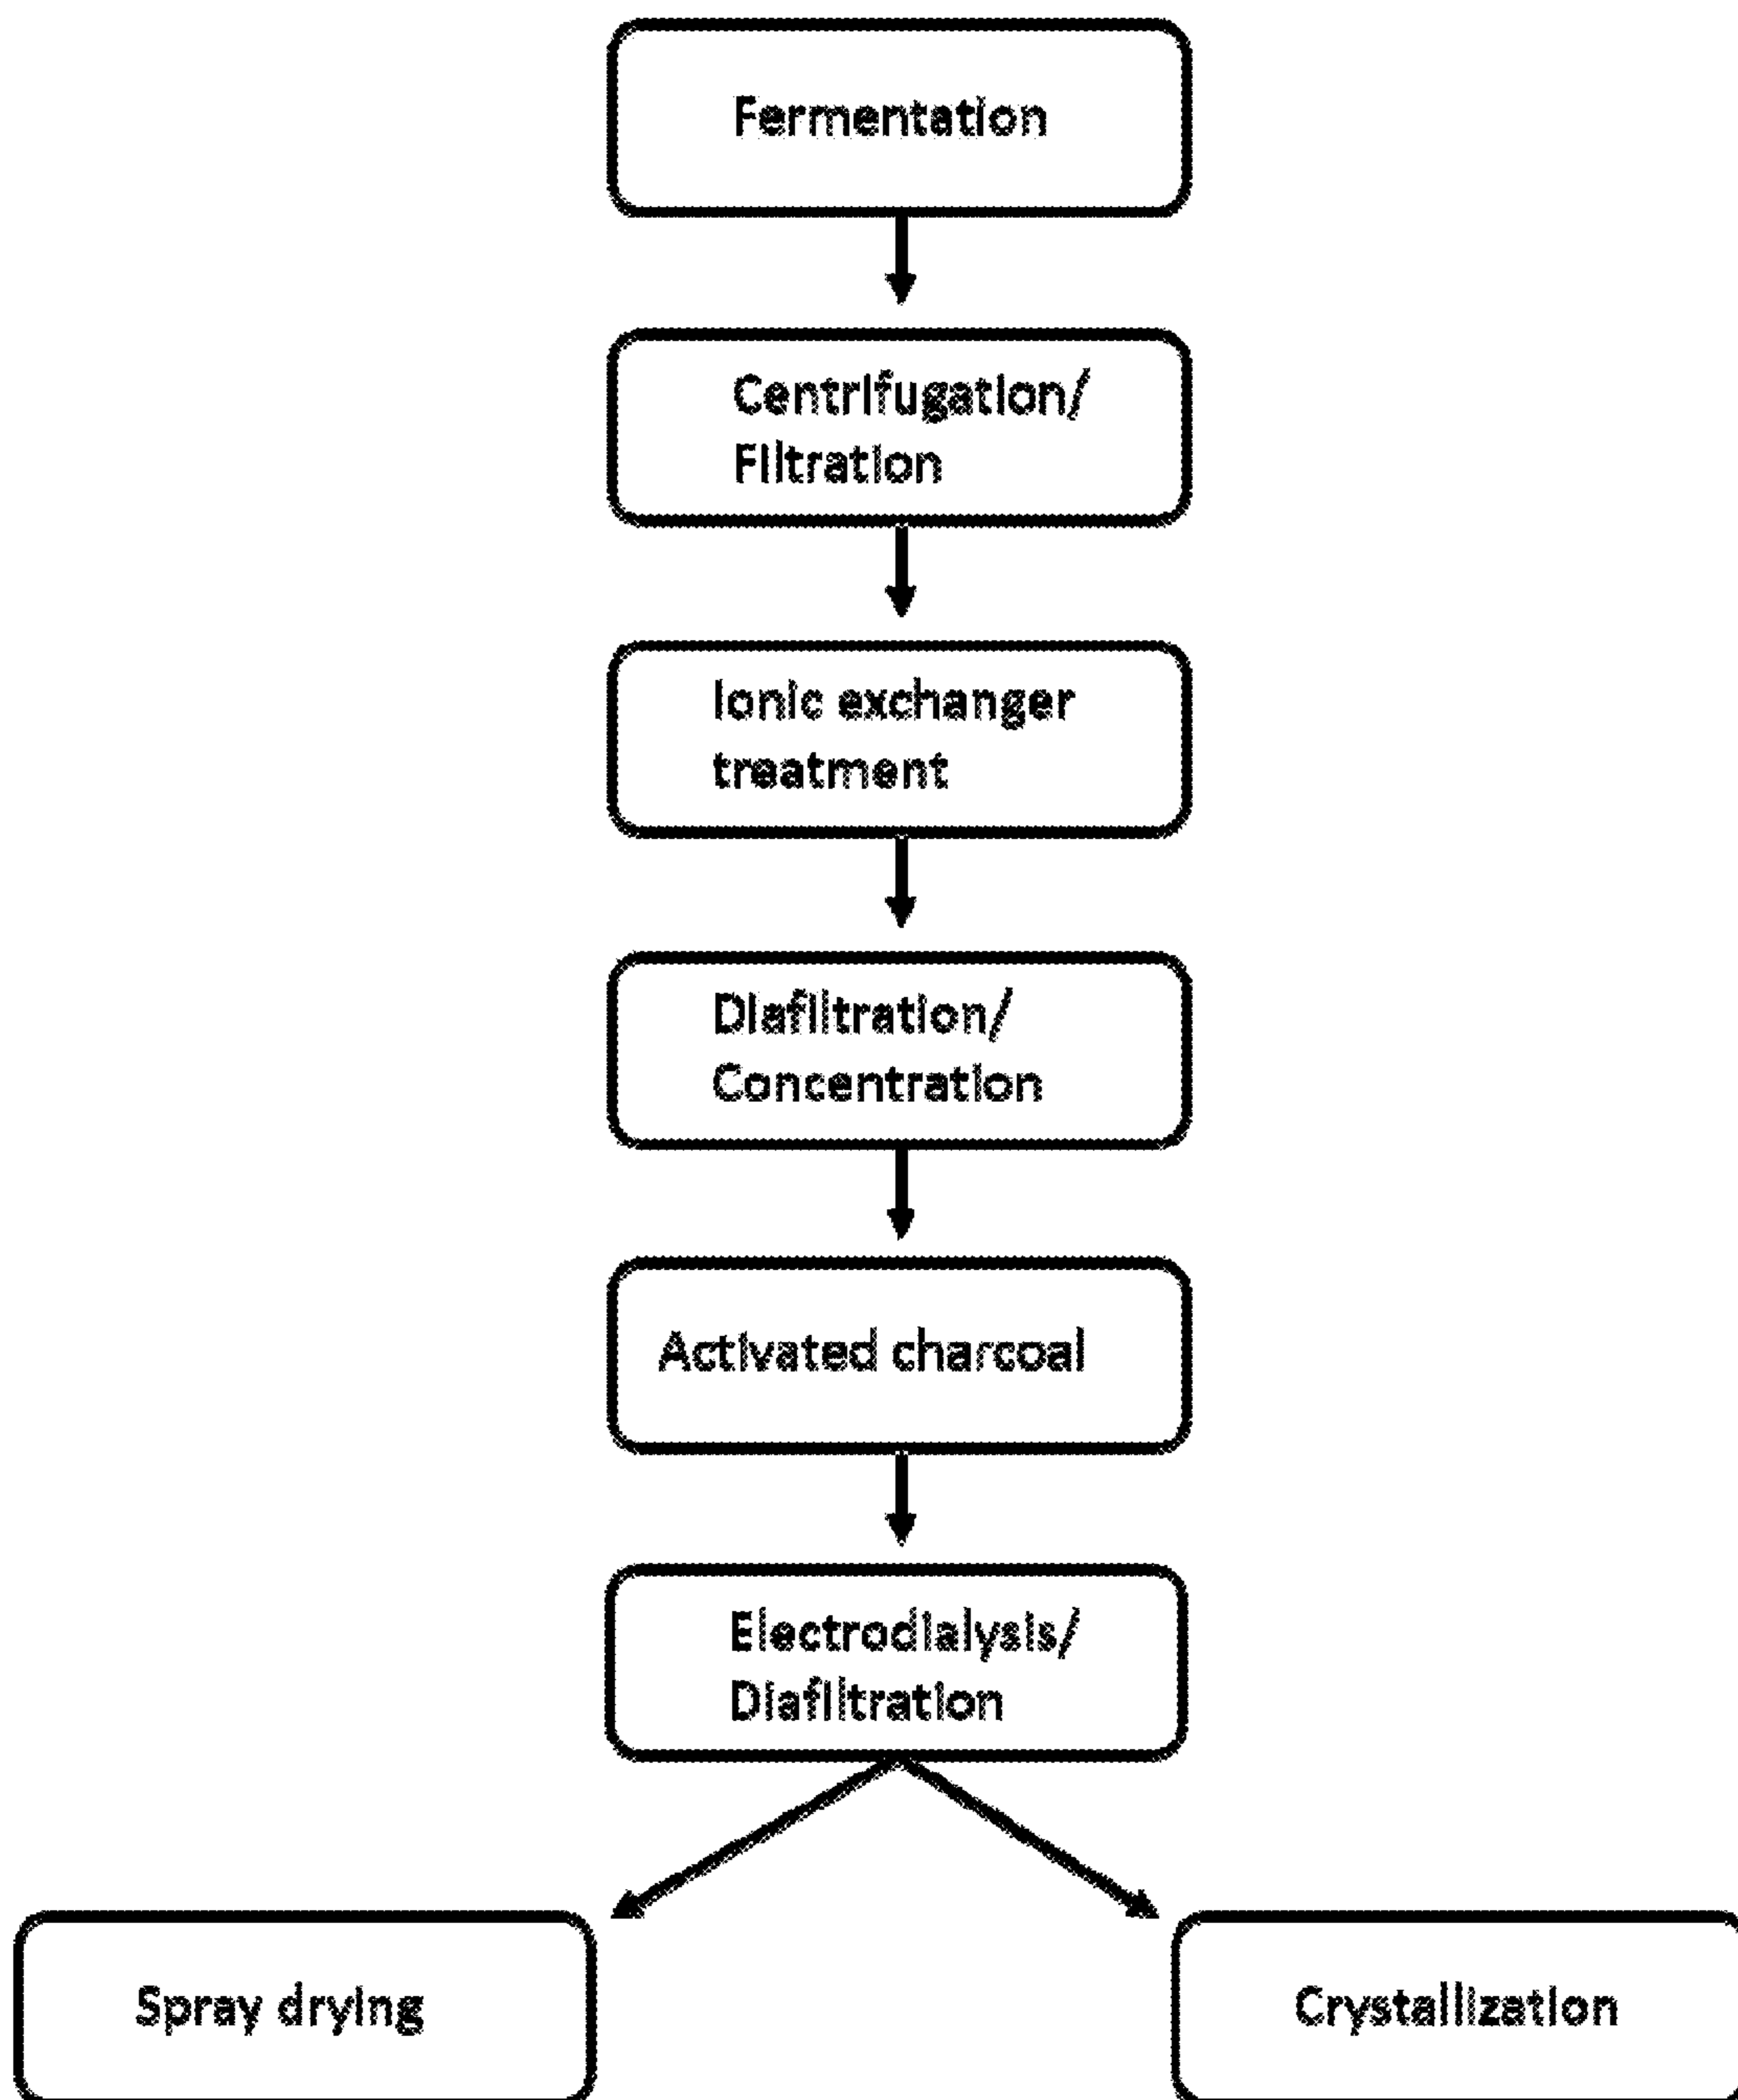 Fermentation
Centrifugation/
Filtration
Ionic exchanger
treatment
Diafiltration/
Concentration
Activated charcoal
Electrodialysis/
Diafiltration
Spray drying
Crystallization